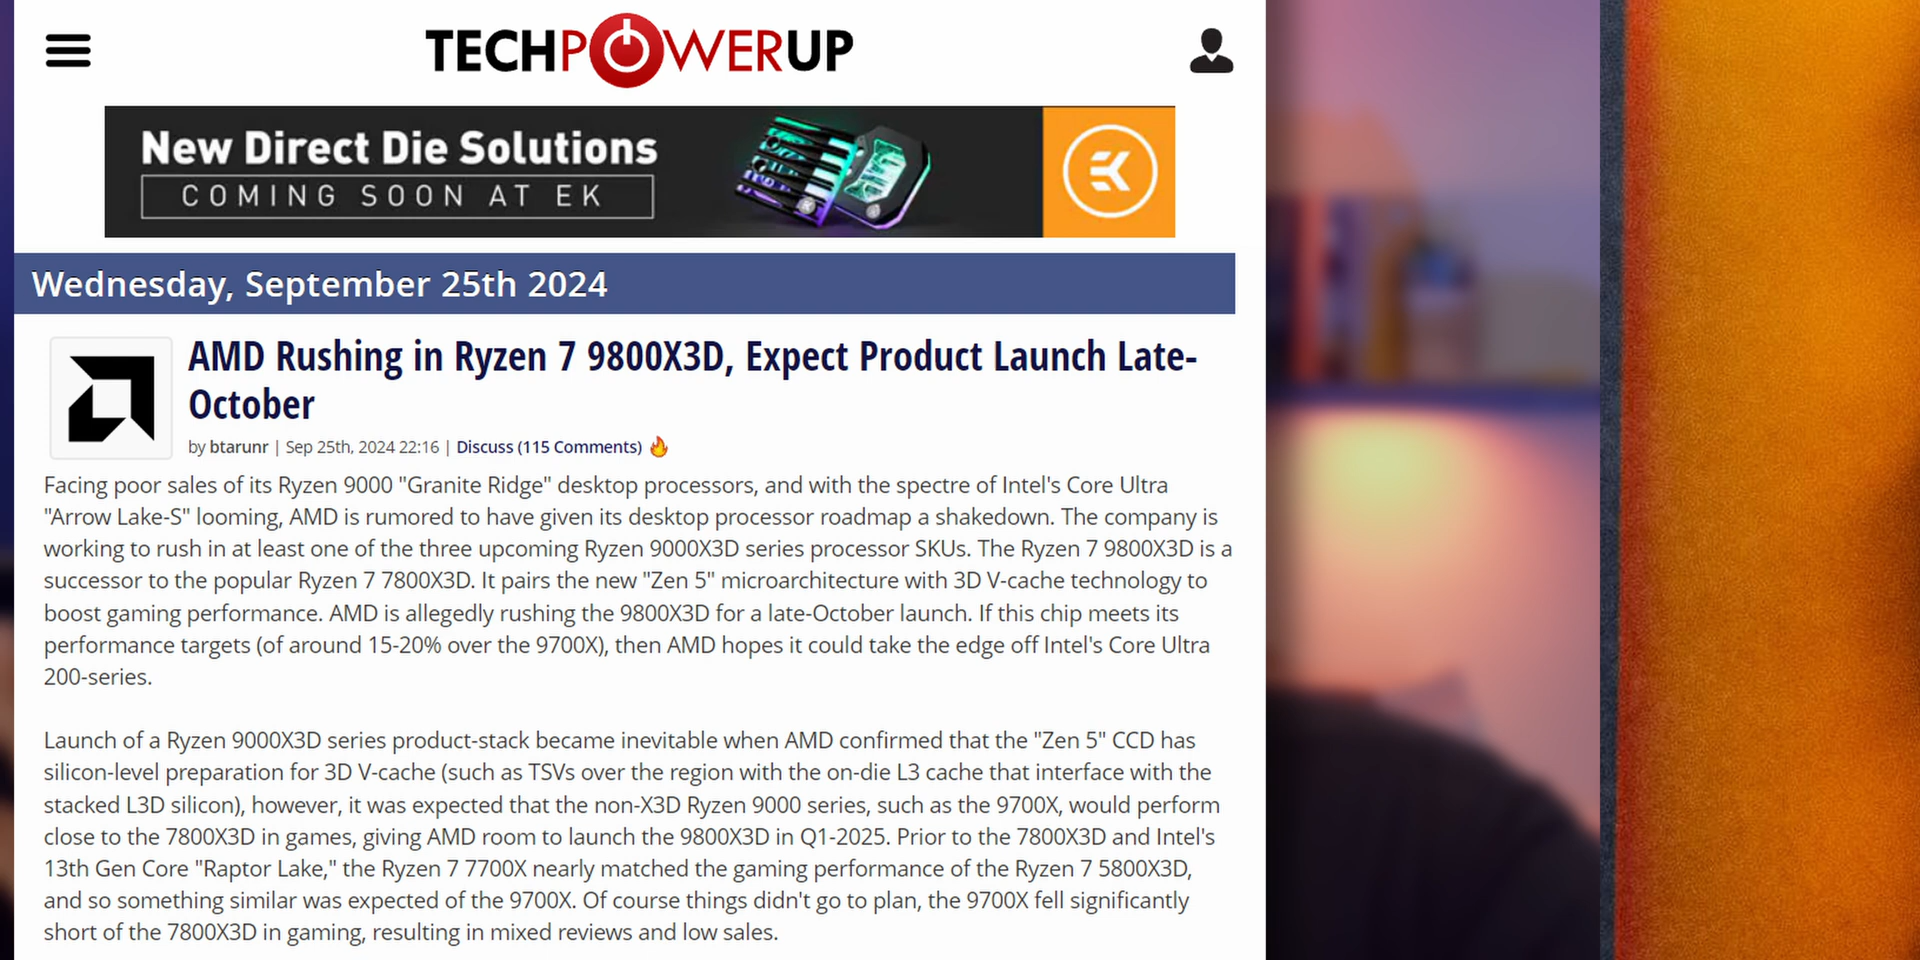 TECHPOWERUP
New Direct Die Solutions
COMING SOON AT EK
Wednesday, September 25th 2024
AMD Rushing in Ryzen 7 9800X3D, Expect Product Launch Late-
October
by btarunr | Sep 25th, 2024 22:16 | Discuss (115 Comments)
Facing poor sales of its Ryzen 9000 "Granite Ridge" desktop processors, and with the spectre of Intel's Core Ultra
"Arrow Lake-S" looming, AMD is rumored to have given its desktop processor roadmap a shakedown. The company is
working to rush in at least one of the three upcoming Ryzen 9000X3D series processor SKUs. The Ryzen 7 9800X3D is a
successor to the popular Ryzen 7 7800X3D. It pairs the new "Zen 5" microarchitecture with 3D V-cache technology to
boost gaming performance. AMD is allegedly rushing the 9800X3D for a late-October launch. If this chip meets its
performance targets (of around 15-20% over the 9700X), then AMD hopes it could take the edge off Intel's Core Ultra
200-series.
Launch of a Ryzen 9000X3D series product-stack became inevitable when AMD confirmed that the "Zen 5" CCD has
silicon-level preparation for 3D V-cache (such as TSVs over the region with the on-die L3 cache that interface with the
stacked L3D silicon), however, it was expected that the non-X3D Ryzen 9000 series, such as the 9700X, would perform
close to the 7800X3D in games, giving AMD room to launch the 9800X3D in Q1-2025. Prior to the 7800X3D and Intel's
13th Gen Core "Raptor Lake," the Ryzen 7 7700X nearly matched the gaming performance of the Ryzen 7 5800X3D,
and so something similar was expected of the 9700X. Of course things didn't go to plan, the 9700X fell significantly
short of the 7800X3D in gaming, resulting in mixed reviews and low sales.